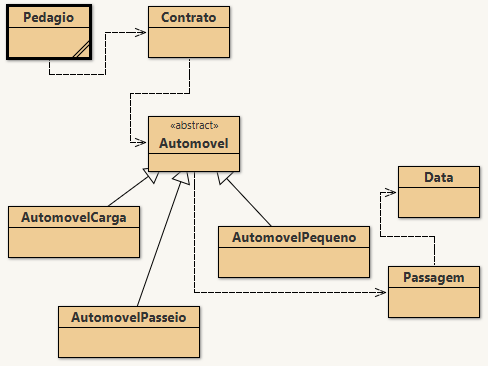 Pedagio
Contrato
«abstract»
Automovel
Data
AutomovelCarga
AutomovelPequeno
Passagem
AutomovelPasseio